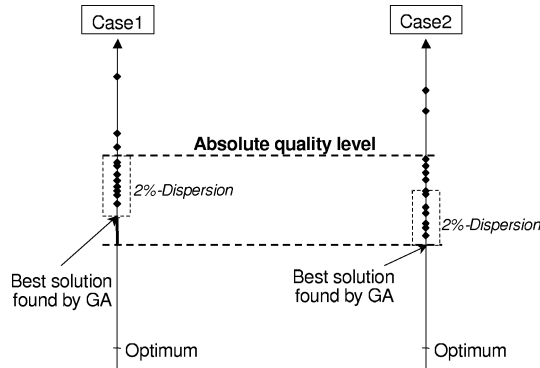 Case1
Case2
Absolute quality level
2%-Dispersion
2%-Dispersion
Best solution
found by GA
Best solution
found by GA
Optimum
Optimum